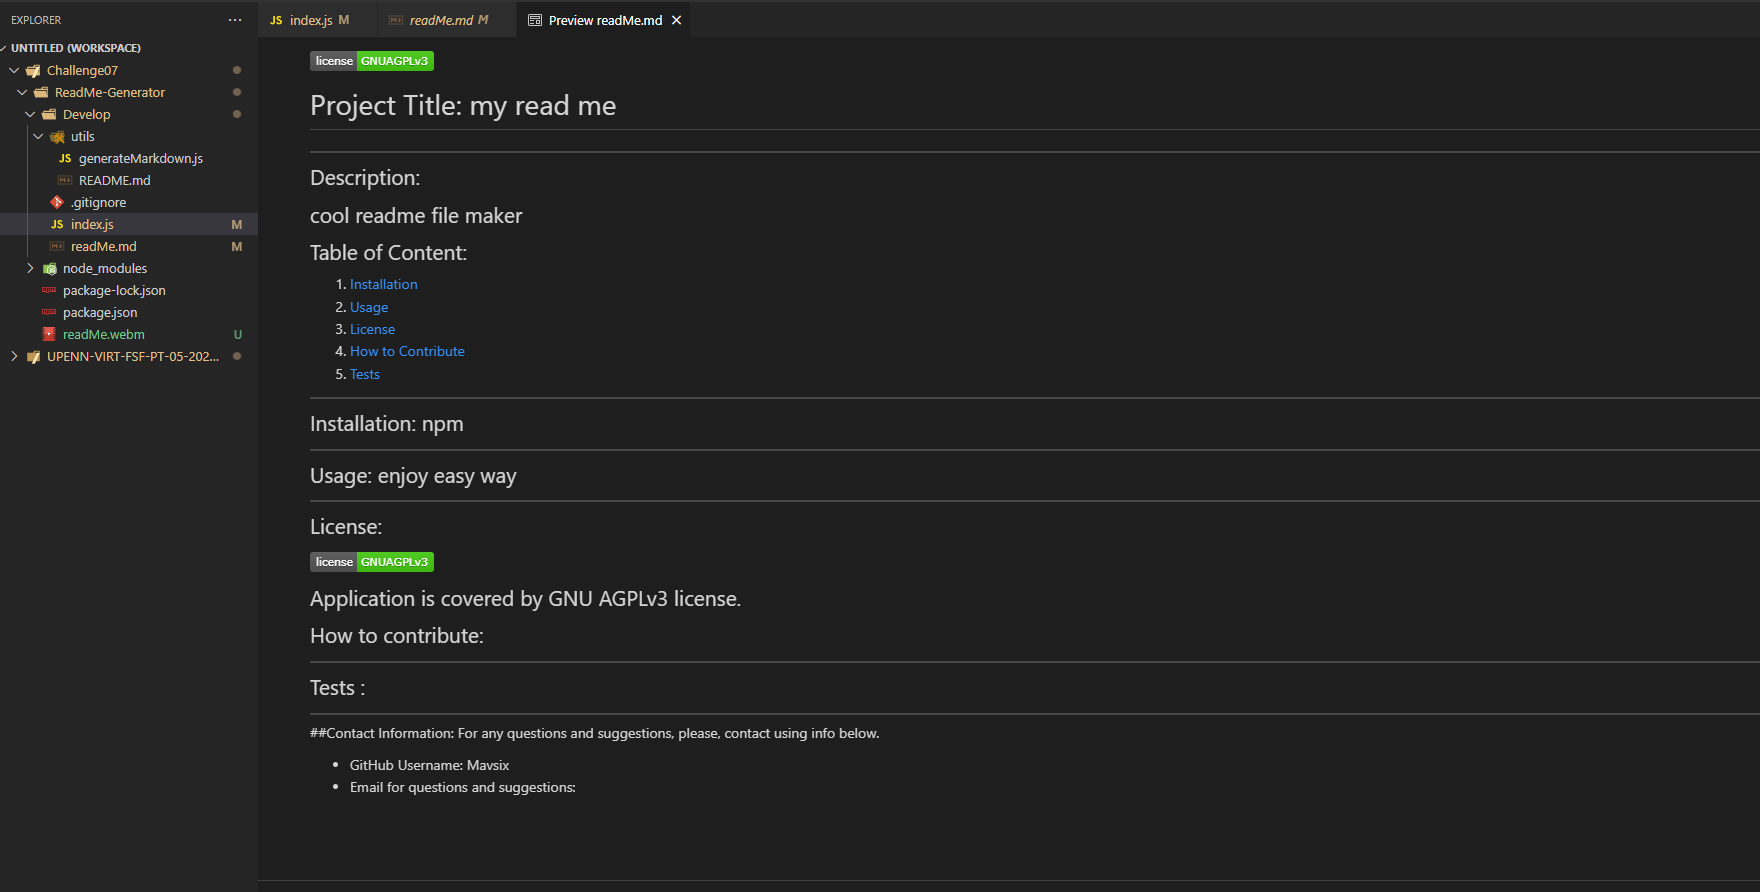 EXPLORER
UNTITLED (WORKSPACE)
Challenge07
ReadMe-Generator
Develop
utils
JS generateMarkdown.js
README.md
.gitignore
JS index.js M
readMe.md M
node_modules
package-lock.json
package.json
readMe.webm U
UPENN-VIRT-FSF-PT-05-202...
JS index.js M
readMe.md M
Preview readMe.md
license GNUAGPLv3
Project Title: my read me
Description:
cool readme file maker
Table of Content:
1. Installation
2. Usage
3. License
4. How to Contribute
5. Tests
Installation: npm
Usage: enjoy easy way
License:
license GNUAGPLv3
Application is covered by GNU AGPLv3 license.
How to contribute:
Tests :
##Contact Information: For any questions and suggestions, please, contact using info below.
• GitHub Username: Mavsix
• Email for questions and suggestions: